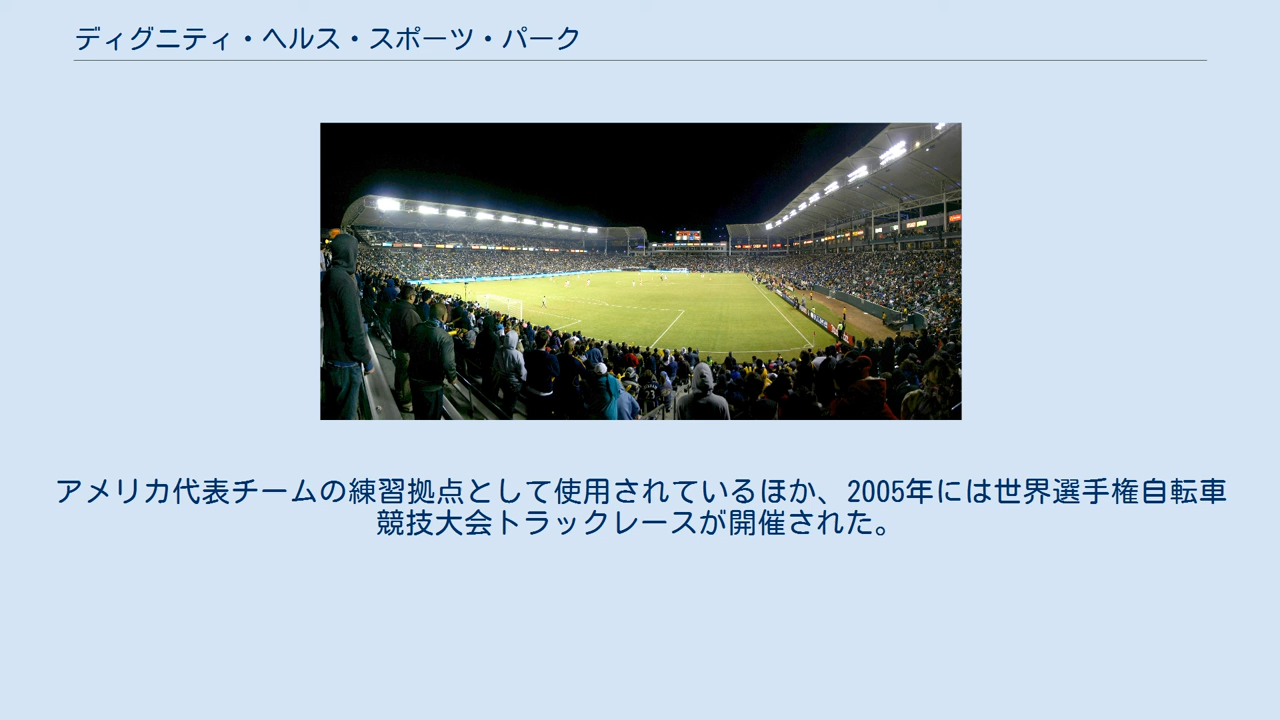 ディグニティ・ヘルス・スポーツ・パーク
アメリカ代表チームの練習拠点として使用されているほか、2005年には世界選手権自転車
競技大会トラックレースが開催された。